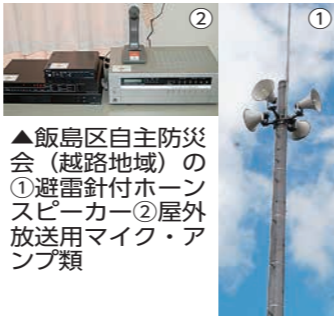 ②
①
▲飯島区自主防災
会（越路地域）の
①避雷針付ホーン
スピーカー②屋外
放送用マイク・ア
ンプ類